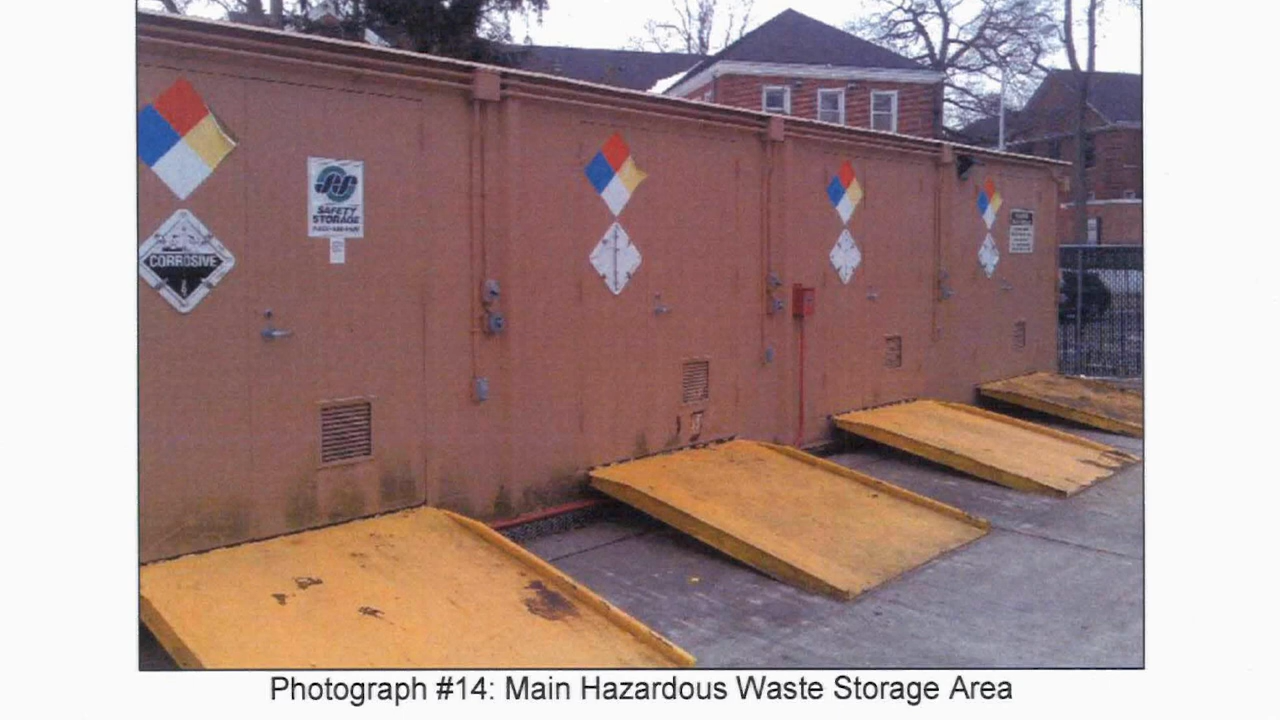 CORROSIVE
SAFETY
STORAGE
Photograph #14: Main Hazardous Waste Storage Area